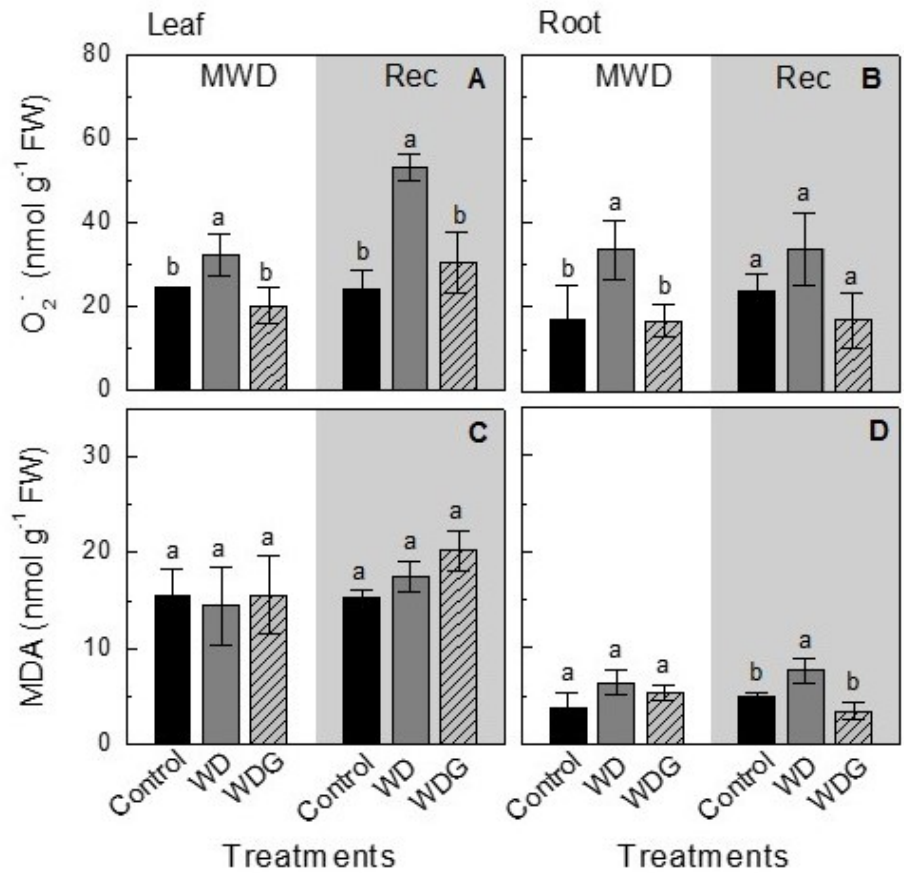 Leaf Root
MWD Rec A MWD Rec B
80
60
40
20
0
O₂·⁻ (nmol g⁻¹ FW)
b a b b a b
b a b a a a
C D
30
20
10
0
MDA (nmol g⁻¹ FW)
a a a a a a
a a a b a b
Control WD WDG Control WD WDG Control WD WDG Control WD WDG
Treatments Treatments